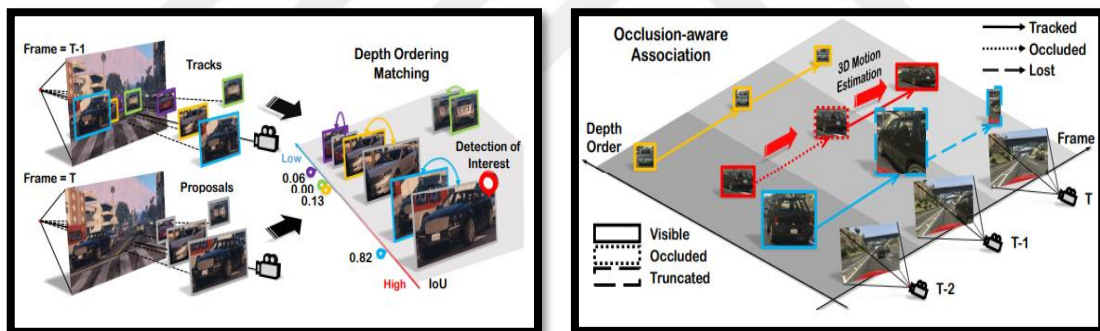 Frame = T-1
Tracks
Frame = T
Proposals
Depth Ordering
Matching
Detection of
Interest
Low
0.06
0.00
0.13
0.82
High
IoU
Occlusion-aware
Association
3D Motion
Estimation
Tracked
Occluded
Lost
Depth
Order
Frame
Visible
Occluded
Truncated
T
T-1
T-2